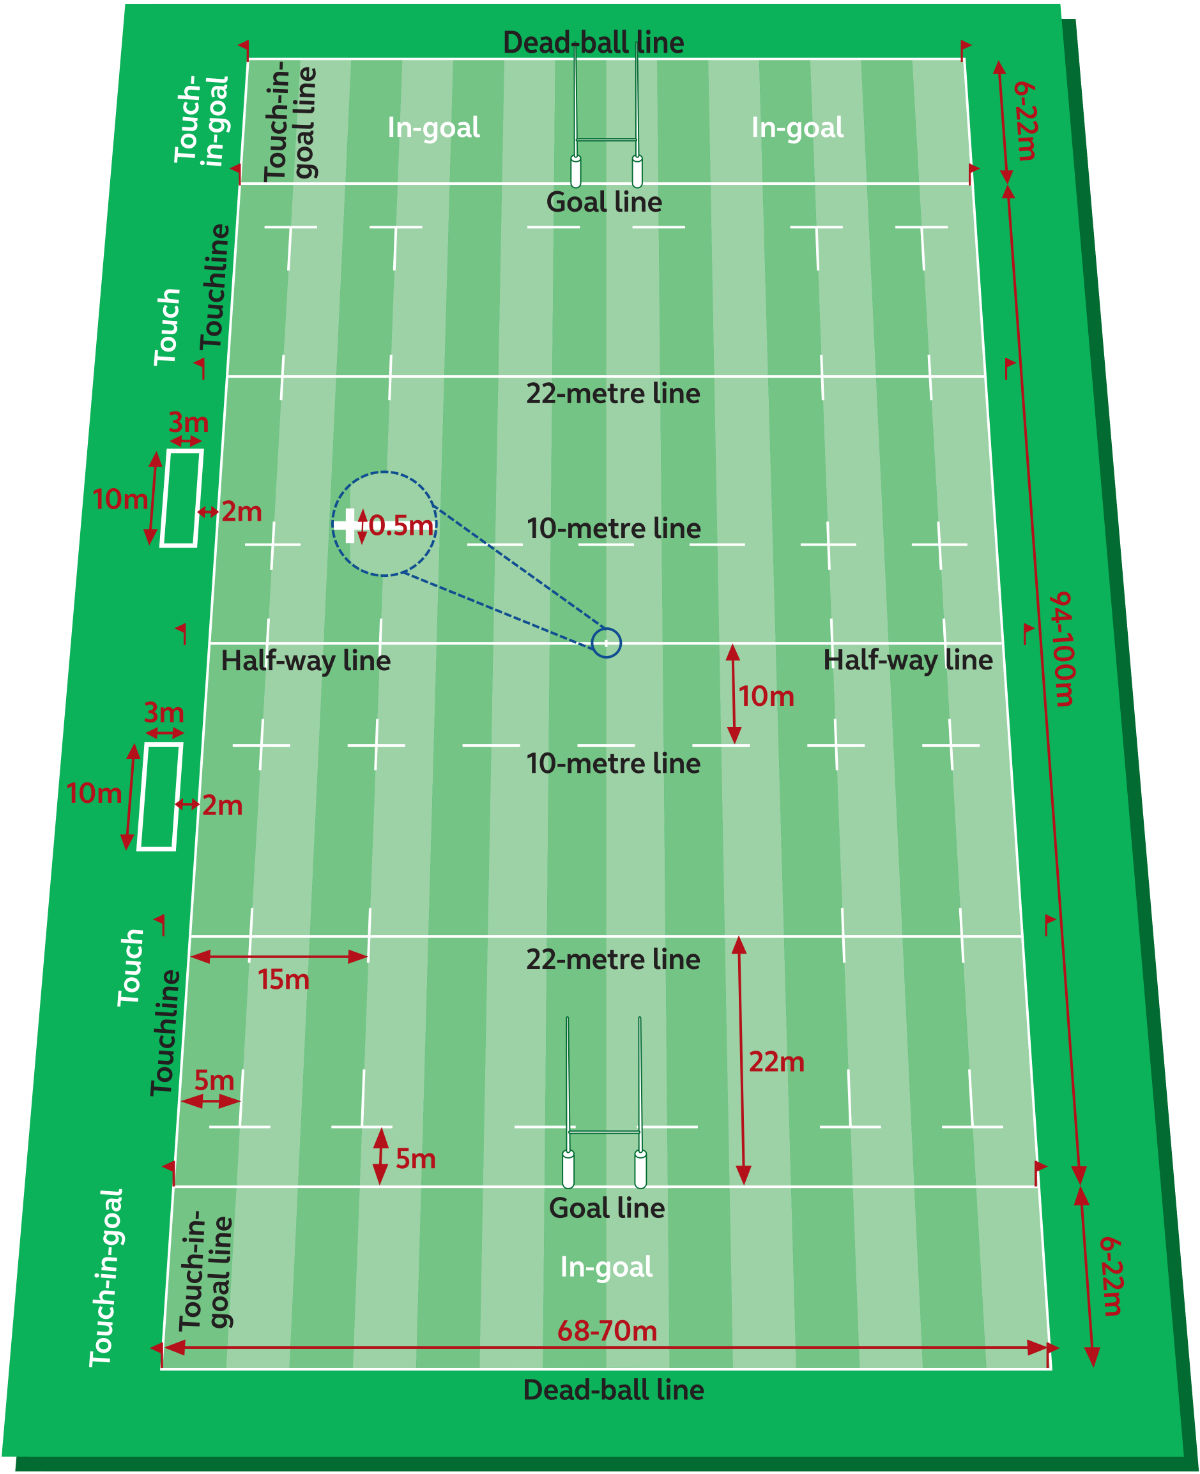 Dead-ball line
Touch-
in-goal
Touch-in-
goal line
In-goal
In-goal
6-22m
Goal line
Touchline
Touch
22-metre line
3m
10m
2m
0.5m
10-metre line
94-100m
Half-way line
Half-way line
10m
3m
10m
2m
10-metre line
Touch
22-metre line
15m
Touchline
22m
5m
5m
Goal line
Touch-in-goal
Touch-in-
goal line
In-goal
6-22m
68-70m
Dead-ball line